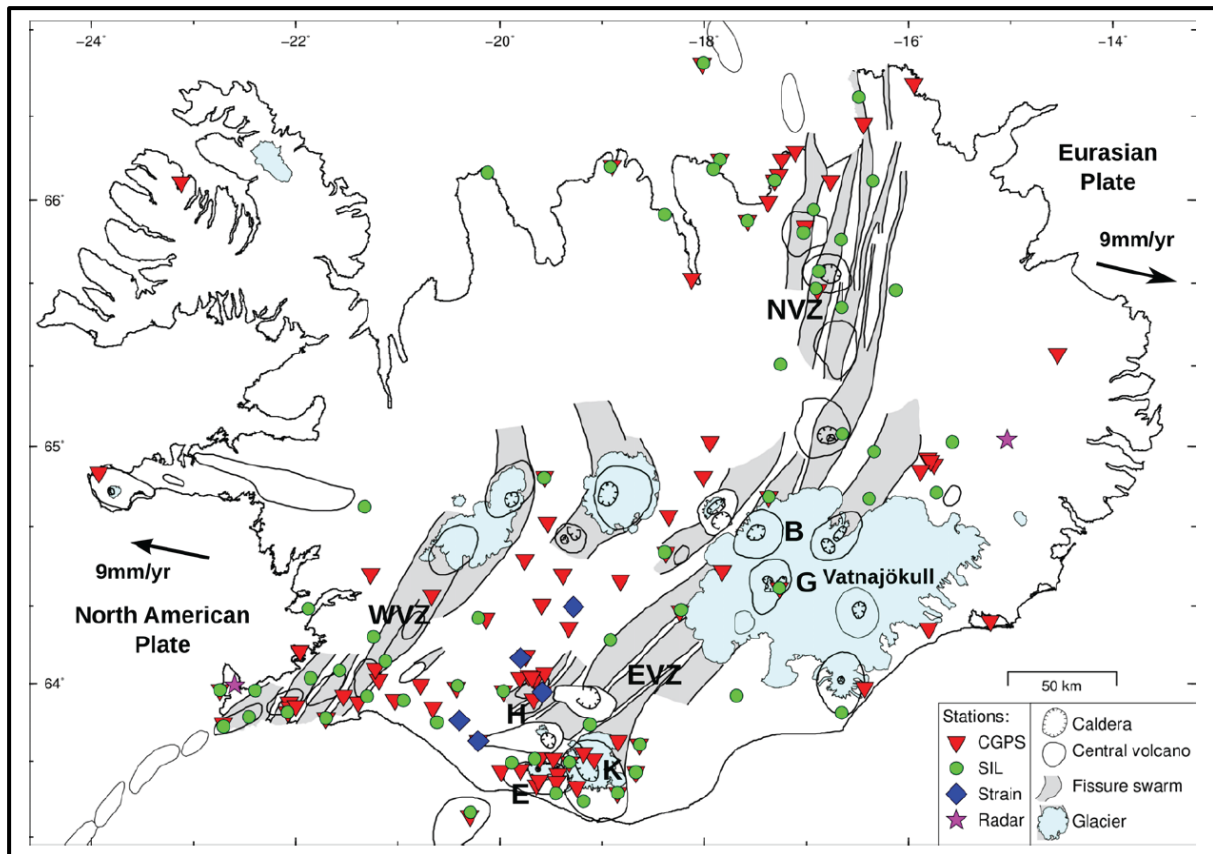 -24° -22° -20° -18° -16° -14°
Eurasian
Plate
66°
9mm/yr
NVZ
65°
B
9mm/yr
G Vatnajökull
WVZ
North American
Plate
EVZ
64°
50 km
H
Stations:
CGPS
SIL
Strain
Radar
Caldera
Central volcano
Fissure swarm
Glacier
K
E